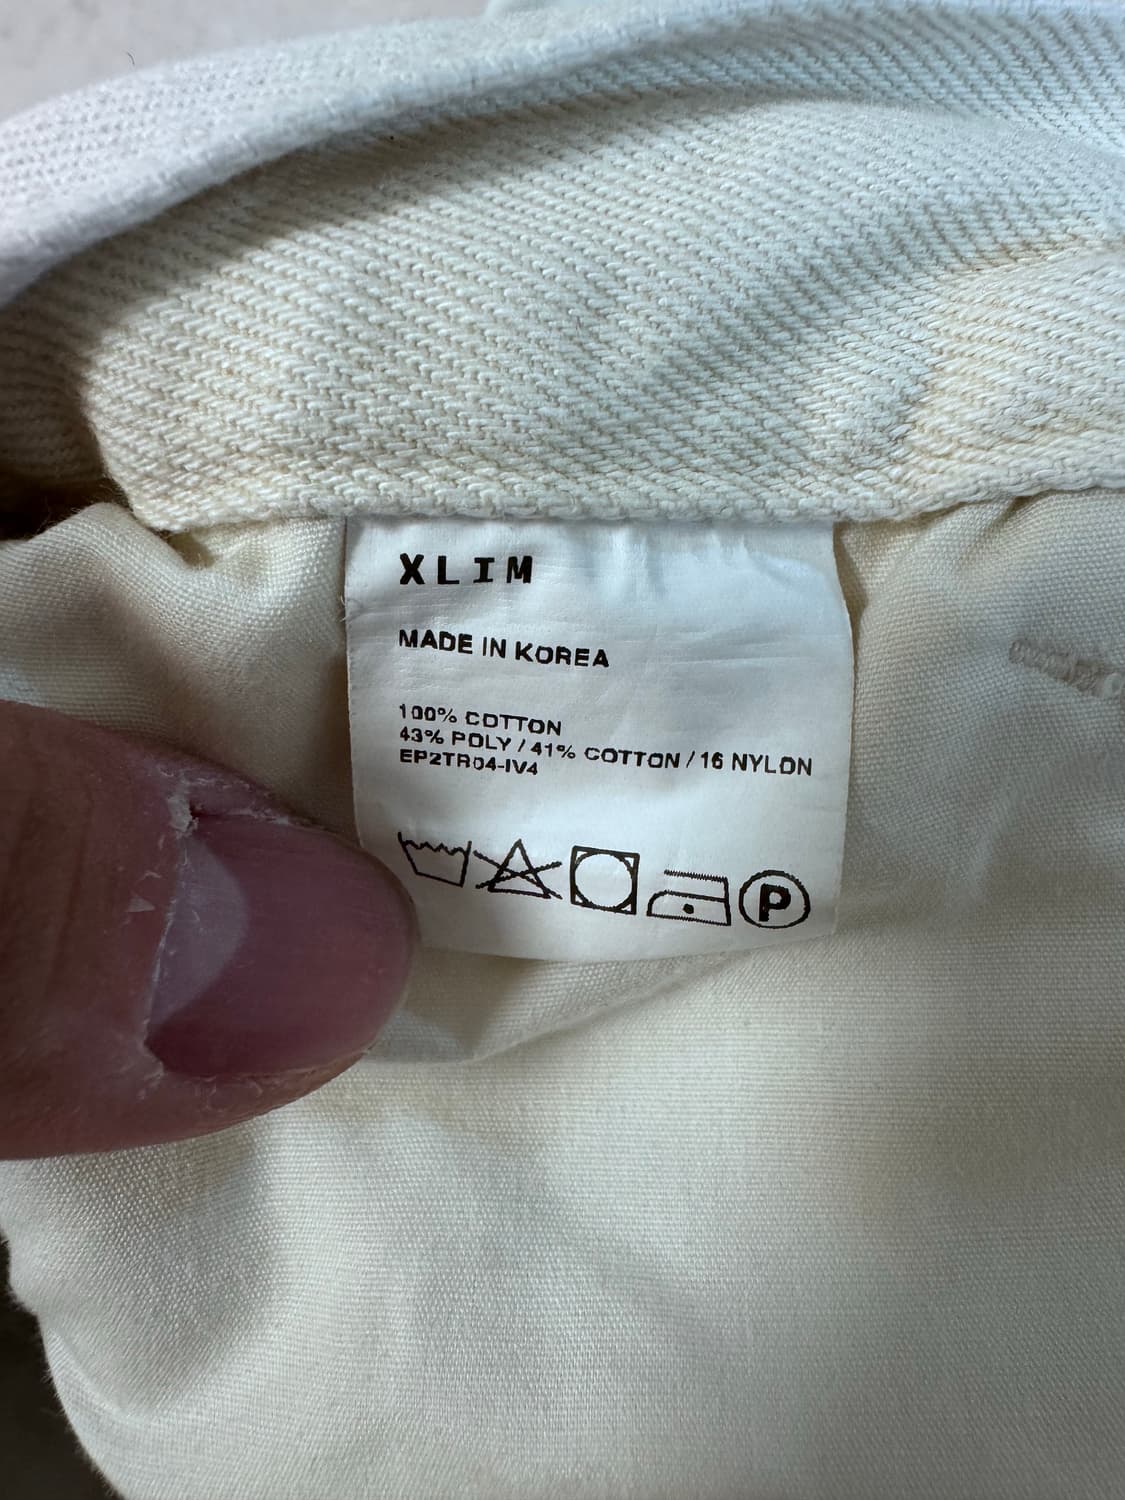 XLIM
MADE IN KOREA
100% COTTON
43% POLY / 41% COTTON / 16 NYLON
EP2TR04-IV4
P